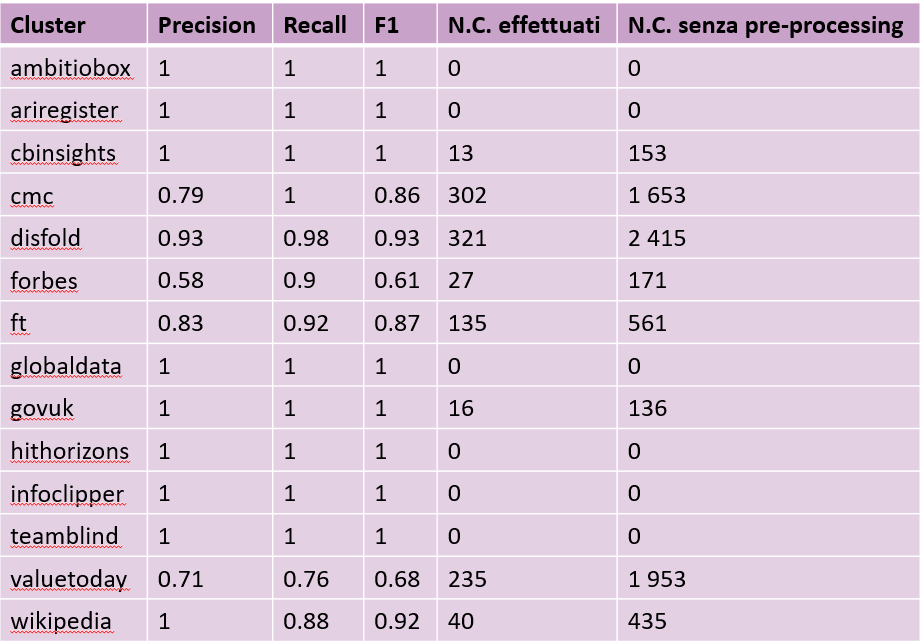 Cluster Precision Recall F1 N.C. effettuati N.C. senza pre-processing
ambitiobox 1 1 1 0 0
ariregister 1 1 1 0 0
cbinsights 1 1 1 13 153
cmc 0.79 1 0.86 302 1 653
disfold 0.93 0.98 0.93 321 2 415
forbes 0.58 0.9 0.61 27 171
ft 0.83 0.92 0.87 135 561
globaldata 1 1 1 0 0
govuk 1 1 1 16 136
hithorizons 1 1 1 0 0
infoclipper 1 1 1 0 0
teamblind 1 1 1 0 0
valuetoday 0.71 0.76 0.68 235 1 953
wikipedia 1 0.88 0.92 40 435